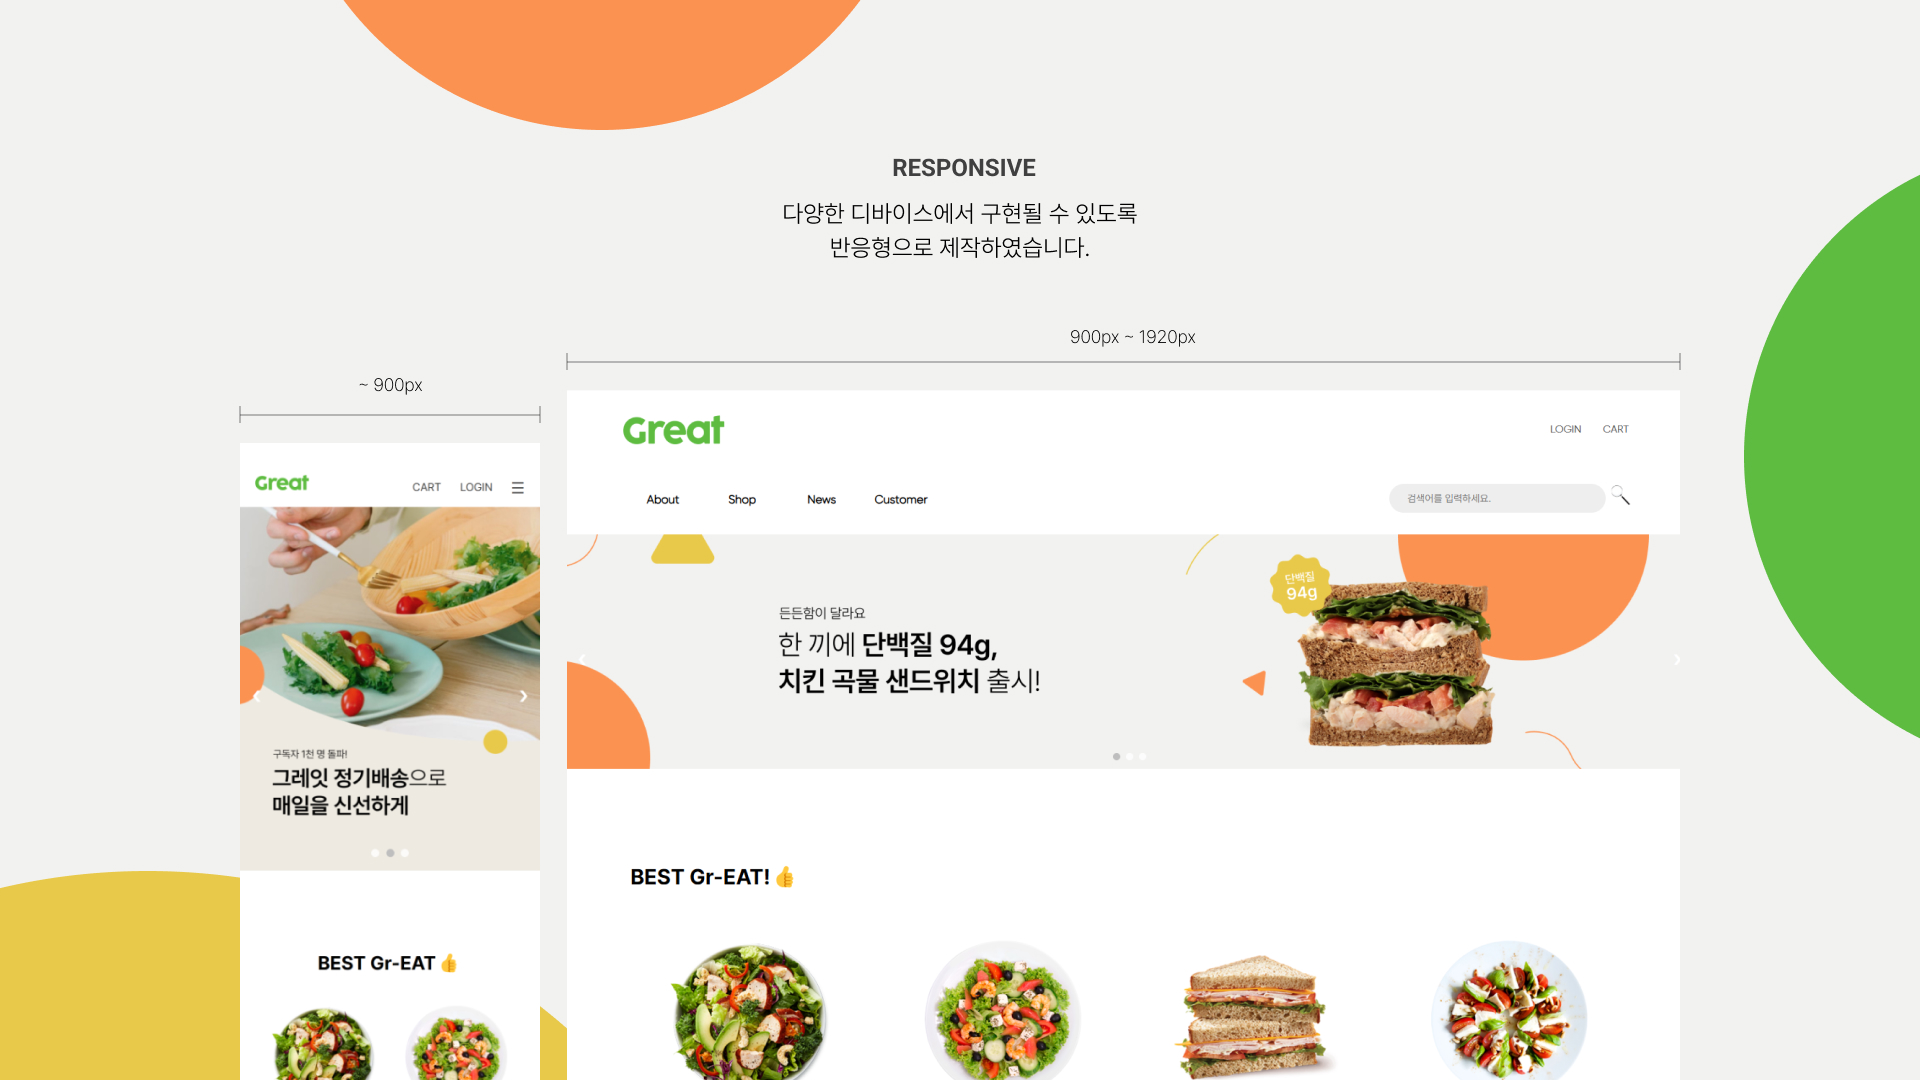 RESPONSIVE
다양한 디바이스에서 구현될 수 있도록
반응형으로 제작하였습니다.
~ 900px
Great
CART LOGIN
구독자 1천 명 돌파!
그레잇 정기배송으로
매일을 신선하게
BEST Gr-EAT 👍
900px ~ 1920px
Great
LOGIN CART
About Shop News Customer
검색어를 입력하세요.
든든함이 달라요
한 끼에 단백질 94g,
치킨 곡물 샌드위치 출시!
단백질
94g
BEST Gr-EAT! 👍